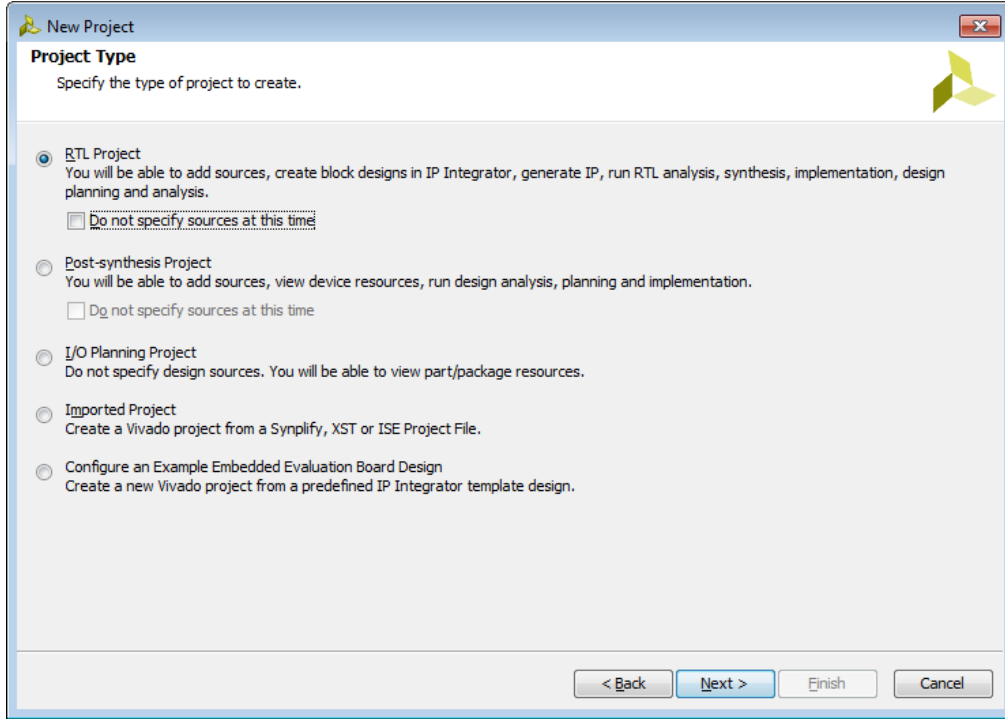 New Project
Project Type
Specify the type of project to create.
RTL Project
You will be able to add sources, create block designs in IP Integrator, generate IP, run RTL analysis, synthesis, implementation, design
planning and analysis.
Do not specify sources at this time
Post-synthesis Project
You will be able to add sources, view device resources, run design analysis, planning and implementation.
Do not specify sources at this time
I/O Planning Project
Do not specify design sources. You will be able to view part/package resources.
Imported Project
Create a Vivado project from a Synplify, XST or ISE Project File.
Configure an Example Embedded Evaluation Board Design
Create a new Vivado project from a predefined IP Integrator template design.
< Back Next > Finish Cancel